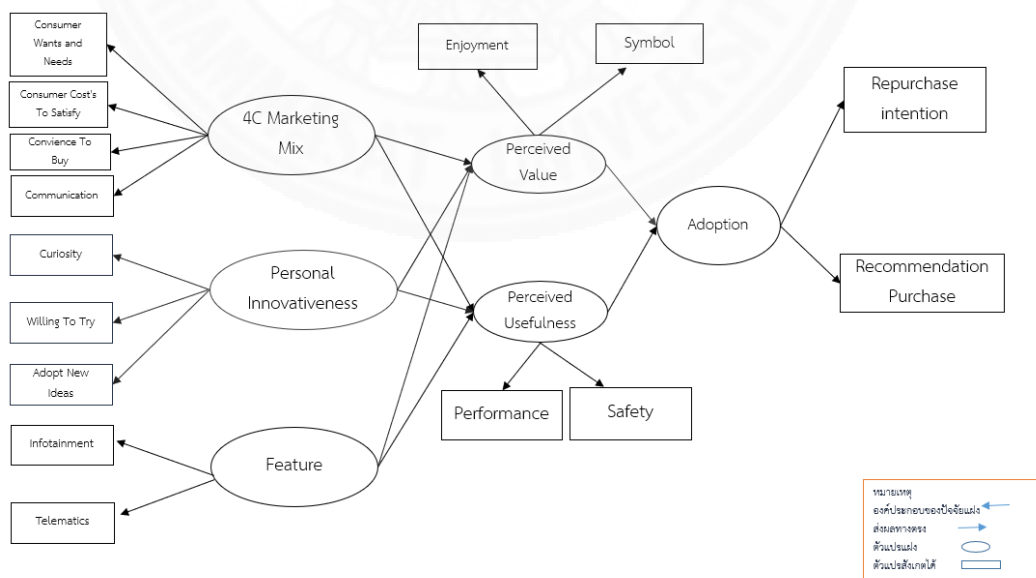 Consumer
Wants and
Needs
Consumer Cost's
To Satisfy
Convience To
Buy
Communication
Curiosity
Willing To Try
Adopt New
Ideas
Infotainment
Telematics
4C Marketing
Mix
Personal
Innovativeness
Feature
Enjoyment
Symbol
Perceived
Value
Perceived
Usefulness
Performance
Safety
Adoption
Repurchase
intention
Recommendation
Purchase
หมายเหตุ
องค์ประกอบของปัจจัยแฝง
ส่งผลทางตรง
ตัวแปรแฝง
ตัวแปรสังเกตได้